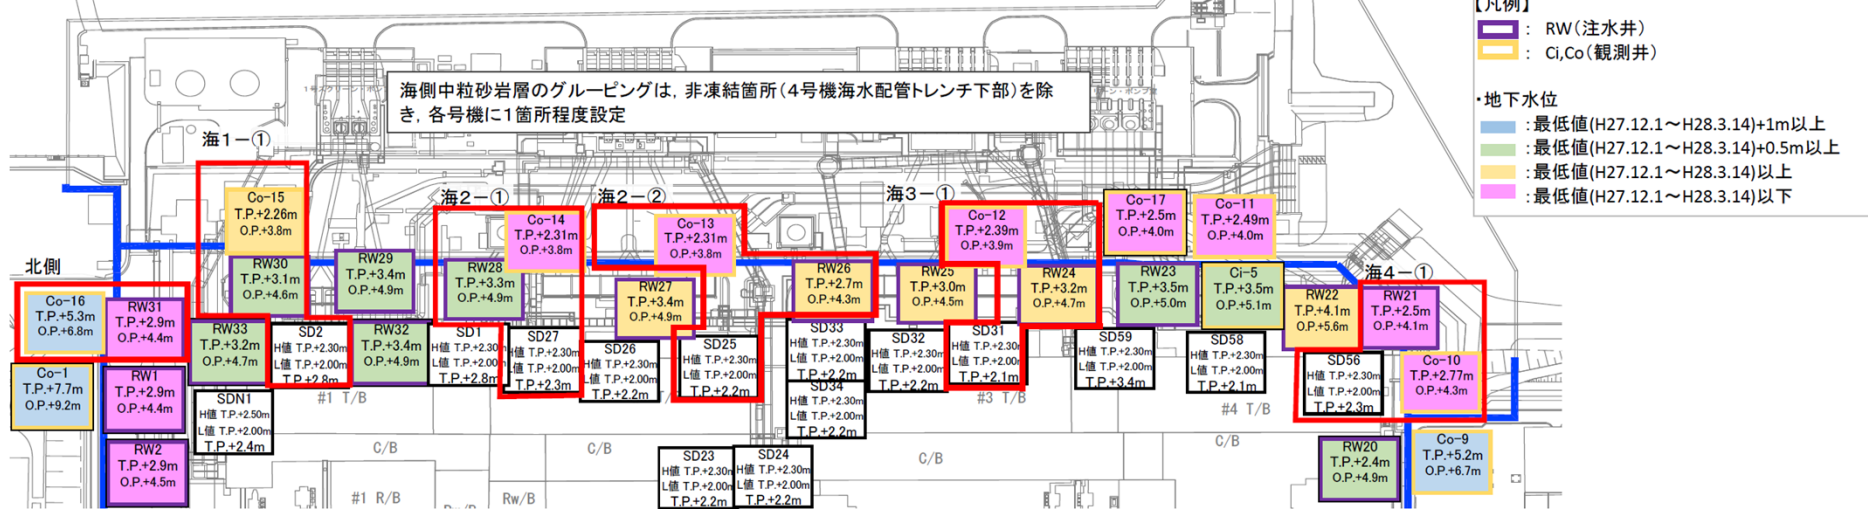 【凡例】
： RW（注水井）
： Ci,Co（観測井）
・地下水位
：最低値(H27.12.1～H28.3.14)+1m以上
：最低値(H27.12.1～H28.3.14)+0.5m以上
：最低値(H27.12.1～H28.3.14)以上
：最低値(H27.12.1～H28.3.14)以下
海側中粒砂岩層のグルーピングは，非凍結箇所（４号機海水配管トレンチ下部）を除
き，各号機に１箇所程度設定
海１－①
海２－①
海２－②
海３－①
海４－①
北側
Co-15
T.P.+2.26m
O.P.+3.8m
Co-14
T.P.+2.31m
O.P.+3.8m
Co-13
T.P.+2.31m
O.P.+3.8m
Co-12
T.P.+2.39m
O.P.+3.9m
Co-17
T.P.+2.5m
O.P.+4.0m
Co-11
T.P.+2.49m
O.P.+4.0m
RW30
T.P.+3.1m
O.P.+4.6m
RW29
T.P.+3.4m
O.P.+4.9m
RW28
T.P.+3.3m
O.P.+4.9m
RW27
T.P.+3.4m
O.P.+4.9m
RW26
T.P.+2.7m
O.P.+4.3m
RW25
T.P.+3.0m
O.P.+4.5m
RW24
T.P.+3.2m
O.P.+4.7m
RW23
T.P.+3.5m
O.P.+5.0m
Ci-5
T.P.+3.5m
O.P.+5.1m
RW22
T.P.+4.1m
O.P.+5.6m
RW21
T.P.+2.5m
O.P.+4.1m
Co-16
T.P.+5.3m
O.P.+6.8m
RW31
T.P.+2.9m
O.P.+4.4m
RW33
T.P.+3.2m
O.P.+4.7m
SD2
H値 T.P.+2.30m
L値 T.P.+2.00m
T.P.+2.8m
RW32
T.P.+3.4m
O.P.+4.9m
SD1
H値 T.P.+2.30m
L値 T.P.+2.00m
T.P.+2.8m
SD27
H値 T.P.+2.30m
L値 T.P.+2.00m
T.P.+2.3m
SD26
H値 T.P.+2.30m
L値 T.P.+2.00m
T.P.+2.2m
SD25
H値 T.P.+2.30m
L値 T.P.+2.00m
T.P.+2.2m
SD33
H値 T.P.+2.30m
L値 T.P.+2.00m
T.P.+2.2m
SD32
H値 T.P.+2.30m
L値 T.P.+2.00m
T.P.+2.2m
SD31
H値 T.P.+2.30m
L値 T.P.+2.00m
T.P.+2.1m
SD59
H値 T.P.+2.30m
L値 T.P.+2.00m
T.P.+3.4m
SD58
H値 T.P.+2.30m
L値 T.P.+2.00m
T.P.+2.1m
SD56
H値 T.P.+2.30m
L値 T.P.+2.00m
T.P.+2.3m
Co-10
T.P.+2.77m
O.P.+4.3m
Co-1
T.P.+7.7m
O.P.+9.2m
RW1
T.P.+2.9m
O.P.+4.4m
SDN1
H値 T.P.+2.50m
L値 T.P.+2.00m
T.P.+2.4m
SD34
H値 T.P.+2.30m
L値 T.P.+2.00m
T.P.+2.2m
#1 T/B
#3 T/B
#4 T/B
RW2
T.P.+2.9m
O.P.+4.5m
C/B
C/B
C/B
C/B
SD23
H値 T.P.+2.30m
L値 T.P.+2.00m
T.P.+2.2m
SD24
H値 T.P.+2.30m
L値 T.P.+2.00m
T.P.+2.2m
RW20
T.P.+2.4m
O.P.+4.9m
Co-9
T.P.+5.2m
O.P.+6.7m
#1 R/B
Rw/B